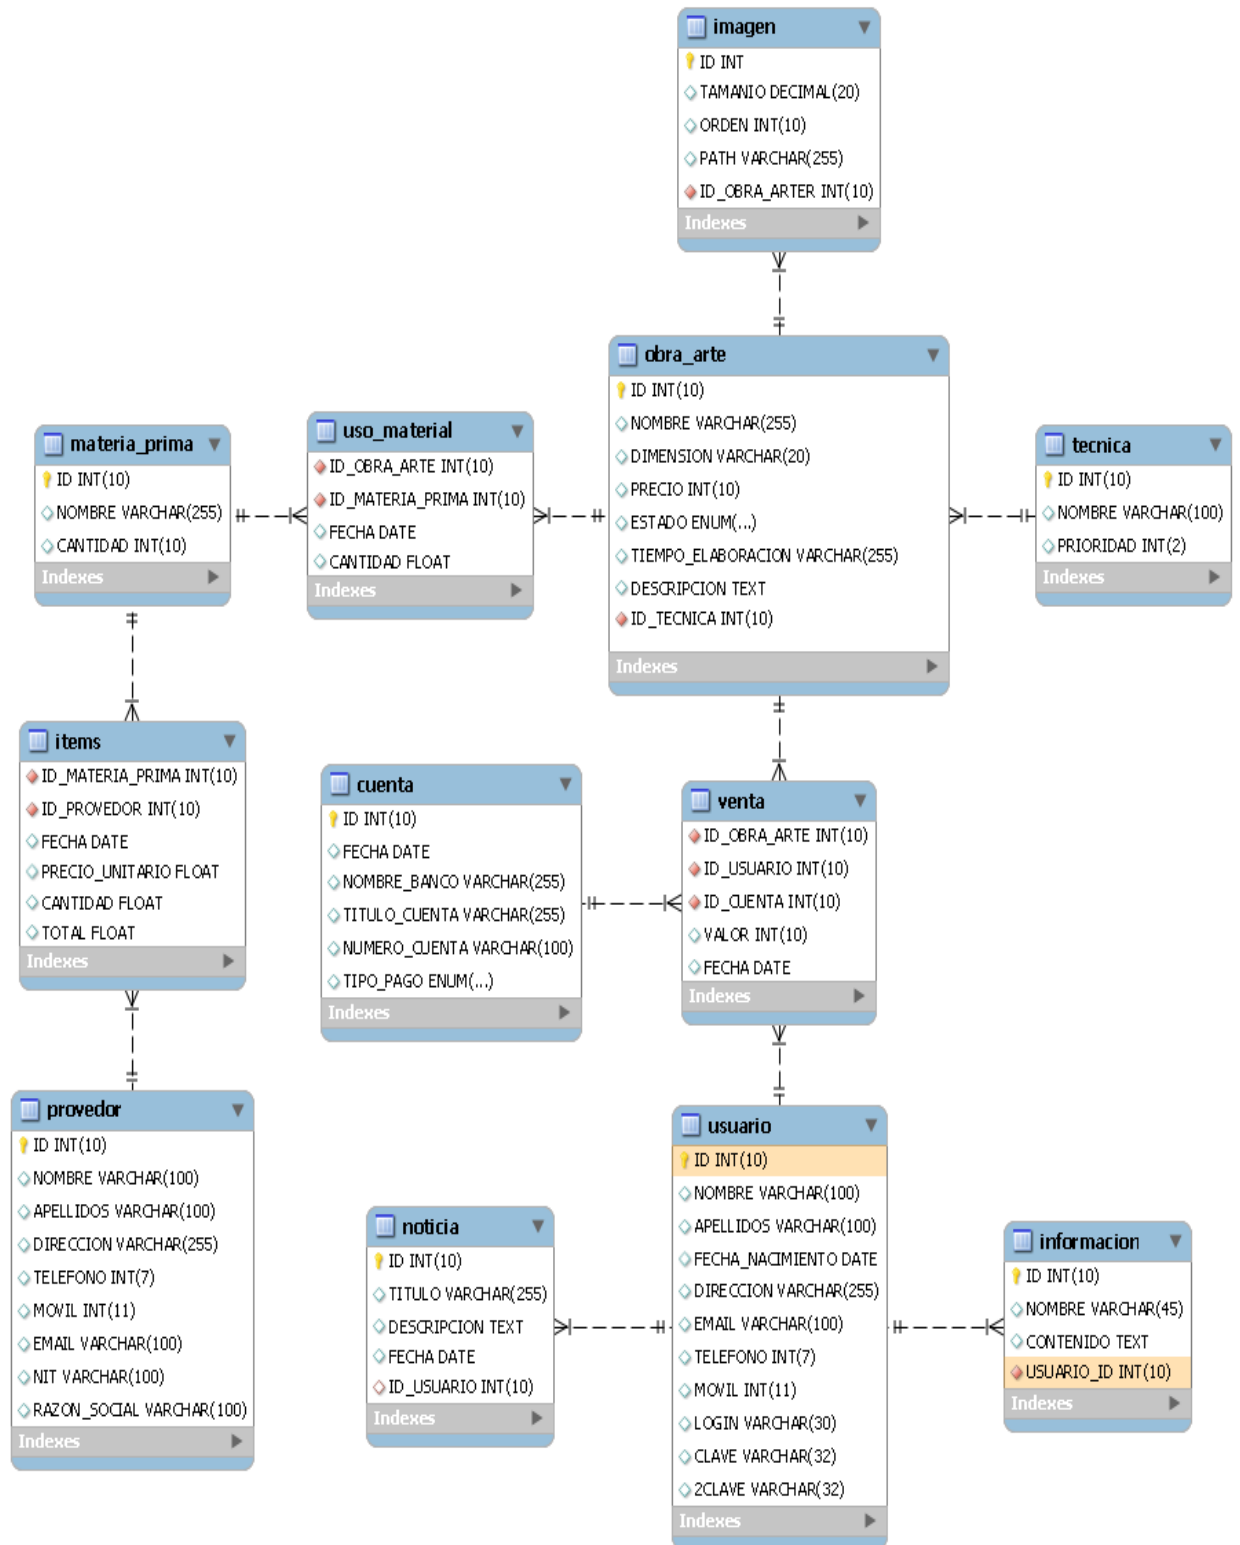 imagen
ID INT
TAMANIO DECIMAL(20)
ORDEN INT(10)
PATH VARCHAR(255)
ID_OBRA_ARTER INT(10)
Indexes
obra_arte
ID INT(10)
NOMBRE VARCHAR(255)
DIMENSION VARCHAR(20)
PRECIO INT(10)
ESTADO ENUM(...)
TIEMPO_ELABORACION VARCHAR(255)
DESCRIPCION TEXT
ID_TECNICA INT(10)
Indexes
materia_prima
ID INT(10)
NOMBRE VARCHAR(255)
CANTIDAD INT(10)
Indexes
uso_material
ID_OBRA_ARTE INT(10)
ID_MATERIA_PRIMA INT(10)
FECHA DATE
CANTIDAD FLOAT
Indexes
tecnica
ID INT(10)
NOMBRE VARCHAR(100)
PRIORIDAD INT(2)
Indexes
items
ID_MATERIA_PRIMA INT(10)
ID_PROVEDOR INT(10)
FECHA DATE
PRECIO_UNITARIO FLOAT
CANTIDAD FLOAT
TOTAL FLOAT
Indexes
cuenta
ID INT(10)
FECHA DATE
NOMBRE_BANCO VARCHAR(255)
TITULO_CUENTA VARCHAR(255)
NUMERO_CUENTA VARCHAR(100)
TIPO_PAGO ENUM(...)
Indexes
venta
ID_OBRA_ARTE INT(10)
ID_USUARIO INT(10)
ID_CUENTA INT(10)
VALOR INT(10)
FECHA DATE
Indexes
provedor
ID INT(10)
NOMBRE VARCHAR(100)
APELLIDOS VARCHAR(100)
DIRECCION VARCHAR(255)
TELEFONO INT(7)
MOVIL INT(11)
EMAIL VARCHAR(100)
NIT VARCHAR(100)
RAZON_SOCIAL VARCHAR(100)
Indexes
noticia
ID INT(10)
TITULO VARCHAR(255)
DESCRIPCION TEXT
FECHA DATE
ID_USUARIO INT(10)
Indexes
usuario
ID INT(10)
NOMBRE VARCHAR(100)
APELLIDOS VARCHAR(100)
FECHA_NACIMIENTO DATE
DIRECCION VARCHAR(255)
EMAIL VARCHAR(100)
TELEFONO INT(7)
MOVIL INT(11)
LOGIN VARCHAR(30)
CLAVE VARCHAR(32)
2CLAVE VARCHAR(32)
Indexes
informacion
ID INT(10)
NOMBRE VARCHAR(45)
CONTENIDO TEXT
USUARIO_ID INT(10)
Indexes